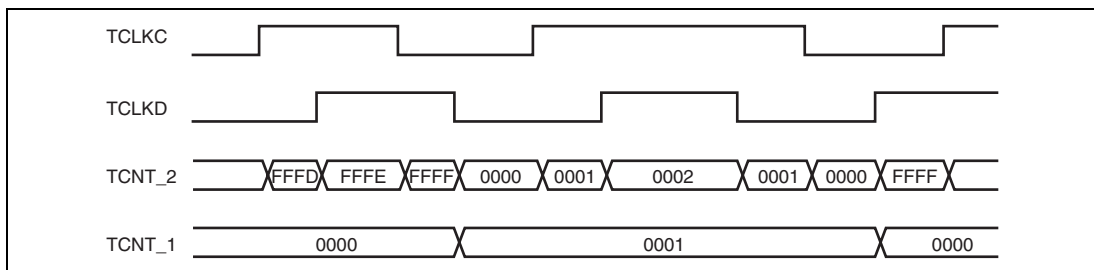 TCLKC
TCLKD
TCNT_2 FFFD FFFE FFFF 0000 0001 0002 0001 0000 FFFF
TCNT_1 0000 0001 0000